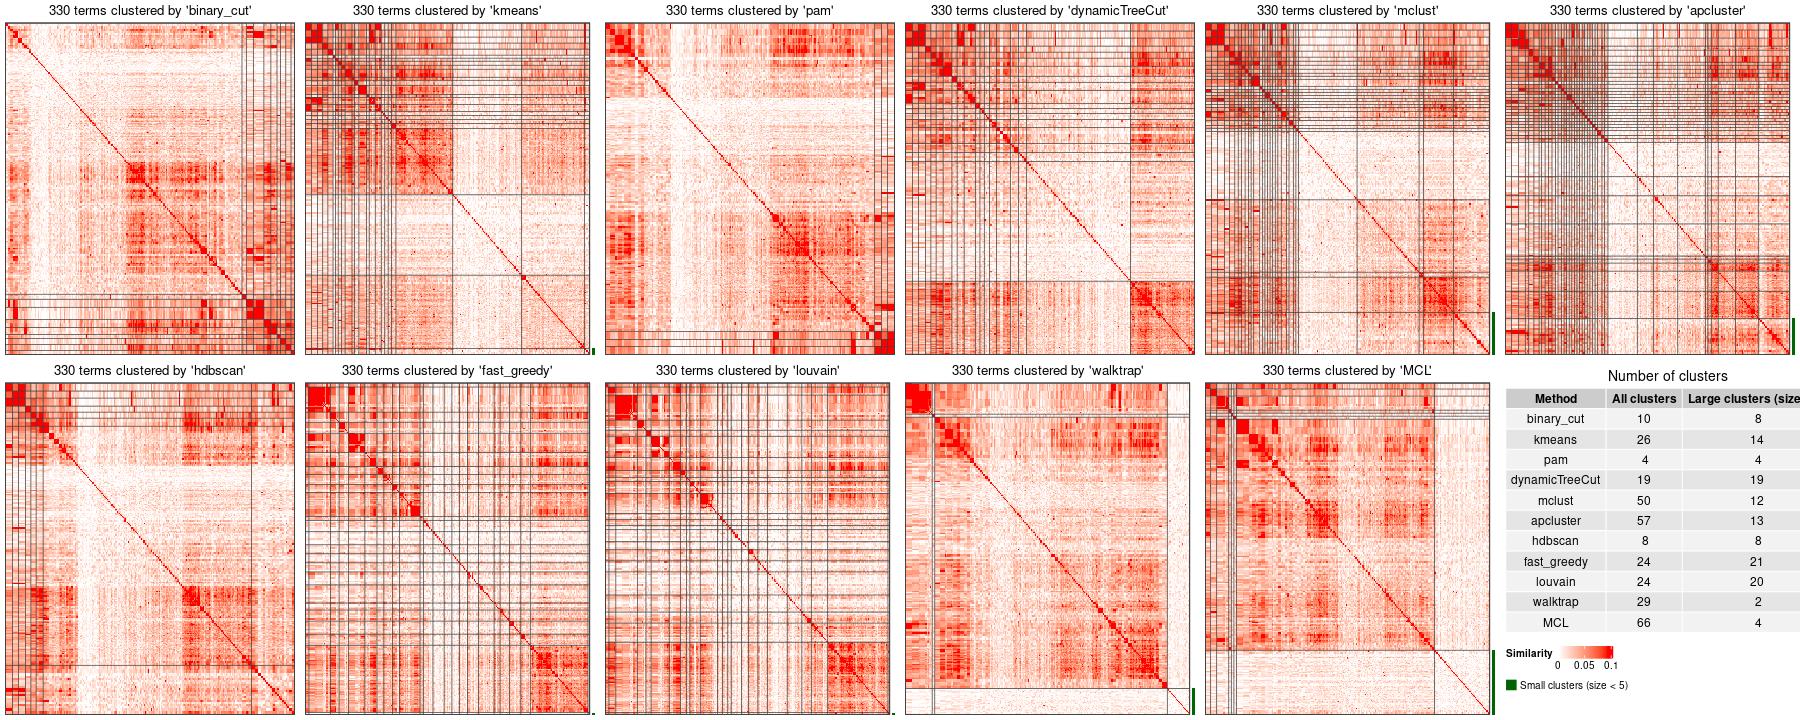 330 terms clustered by 'binary_cut'
330 terms clustered by 'kmeans'
330 terms clustered by 'pam'
330 terms clustered by 'dynamicTreeCut'
330 terms clustered by 'mclust'
330 terms clustered by 'apcluster'
330 terms clustered by 'hdbscan'
330 terms clustered by 'fast_greedy'
330 terms clustered by 'louvain'
330 terms clustered by 'walktrap'
330 terms clustered by 'MCL'
Number of clusters
Method All clusters Large clusters (size
binary_cut 10 8
kmeans 26 14
pam 4 4
dynamicTreeCut 19 19
mclust 50 12
apcluster 57 13
hdbscan 8 8
fast_greedy 24 21
louvain 24 20
walktrap 29 2
MCL 66 4
Similarity
0 0.05 0.1
Small clusters (size < 5)